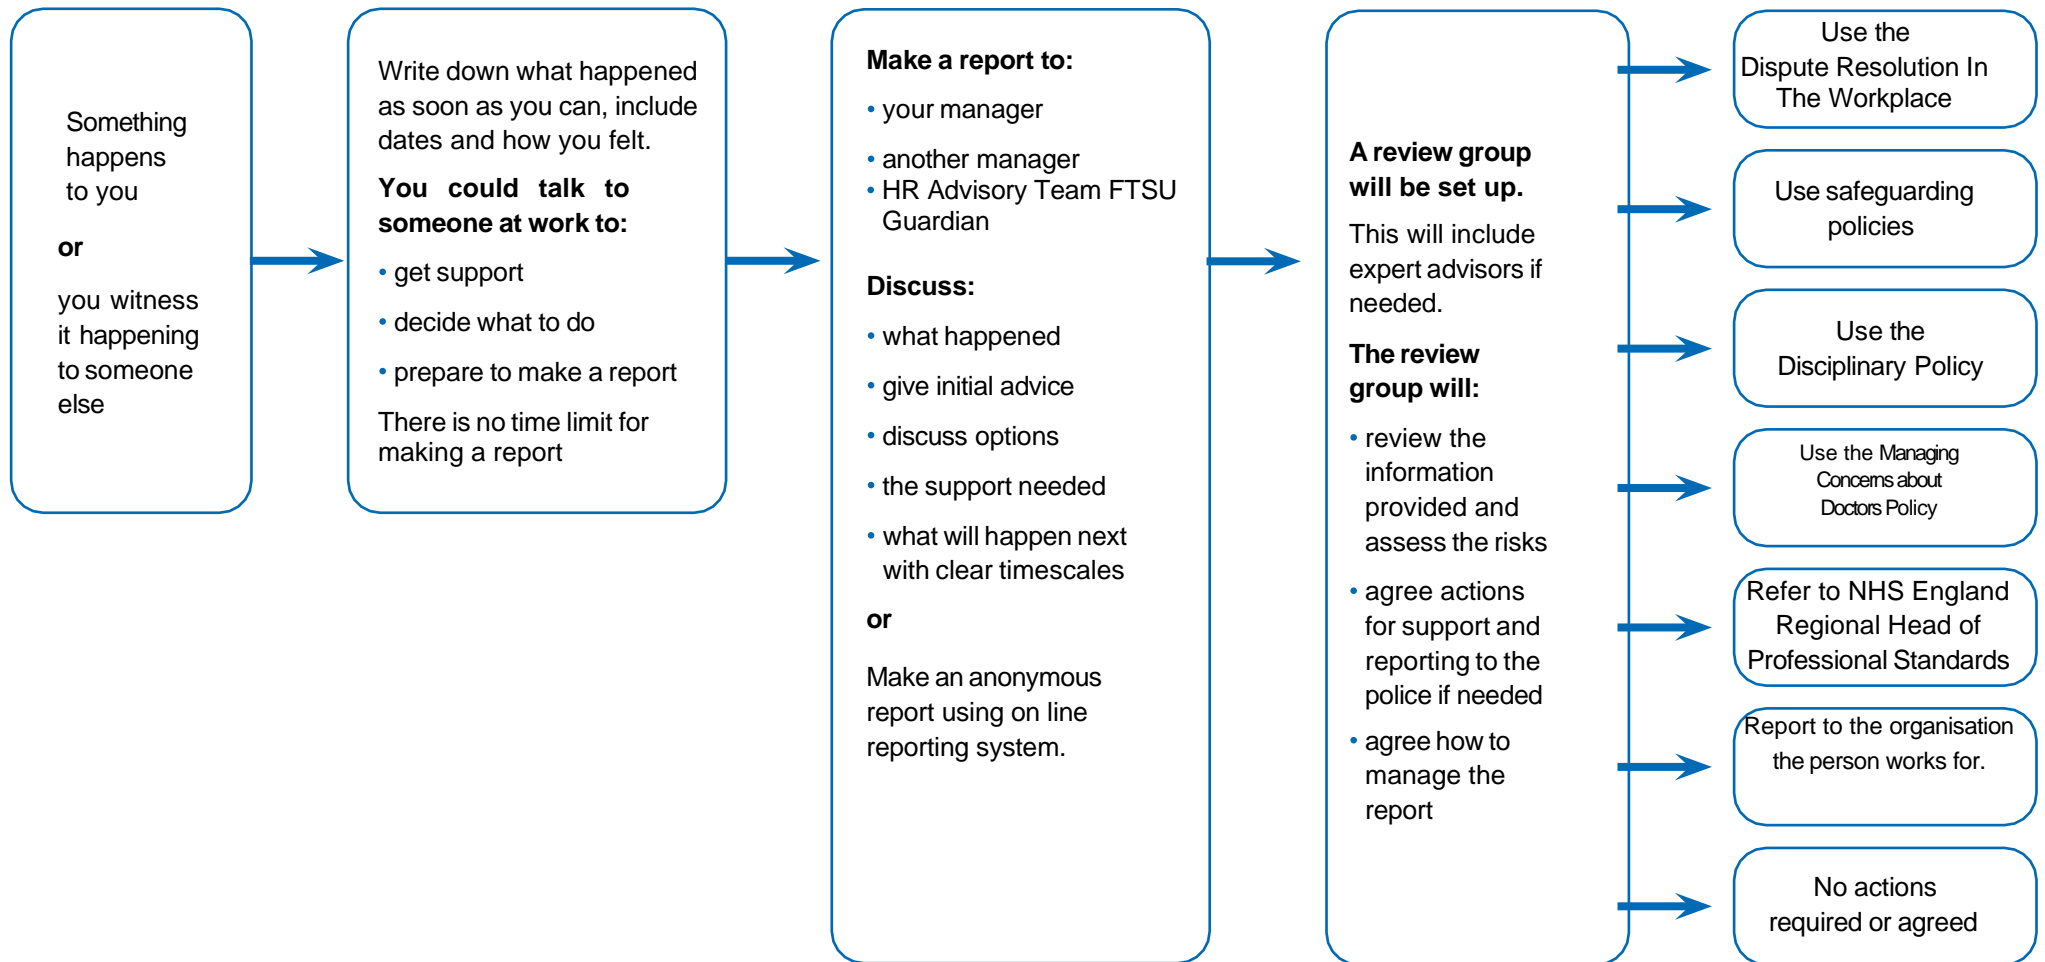 Something
happens
to you
or
you witness
it happening
to someone
else
Write down what happened
as soon as you can, include
dates and how you felt.
You could talk to
someone at work to:
• get support
• decide what to do
• prepare to make a report
There is no time limit for
making a report
Make a report to:
• your manager
• another manager
• HR Advisory Team FTSU
Guardian
Discuss:
• what happened
• give initial advice
• discuss options
• the support needed
• what will happen next
with clear timescales
or
Make an anonymous
report using on line
reporting system.
A review group
will be set up.
This will include
expert advisors if
needed.
The review
group will:
• review the
information
provided and
assess the risks
• agree actions
for support and
reporting to the
police if needed
• agree how to
manage the
report
Use the
Dispute Resolution In
The Workplace
Use safeguarding
policies
Use the
Disciplinary Policy
Use the Managing
Concerns about
Doctors Policy
Refer to NHS England
Regional Head of
Professional Standards
Report to the organisation
the person works for.
No actions
required or agreed